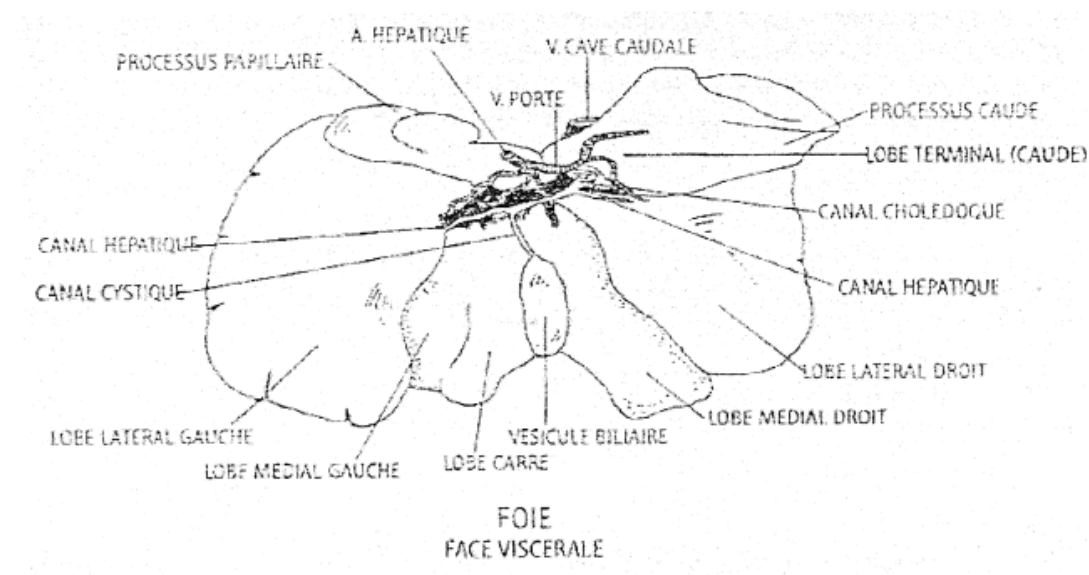 A. HEPATIQUE
V. CAVE CAUDALE
PROCESSUS PAPILLAIRE
V. PORTE
PROCESSUS CAUDE
LOBE TERMINAL (CAUDE)
CANAL CHOLEDOQUE
CANAL HEPATIQUE
CANAL CYSTIQUE
CANAL HEPATIQUE
LOBE LATERAL DROIT
LOBE MEDIAL DROIT
LOBE LATERAL GAUCHE
VESICULE BILIAIRE
LOBE MEDIAL GAUCHE
LOBE CARRE
FOIE
FACE VISCERALE